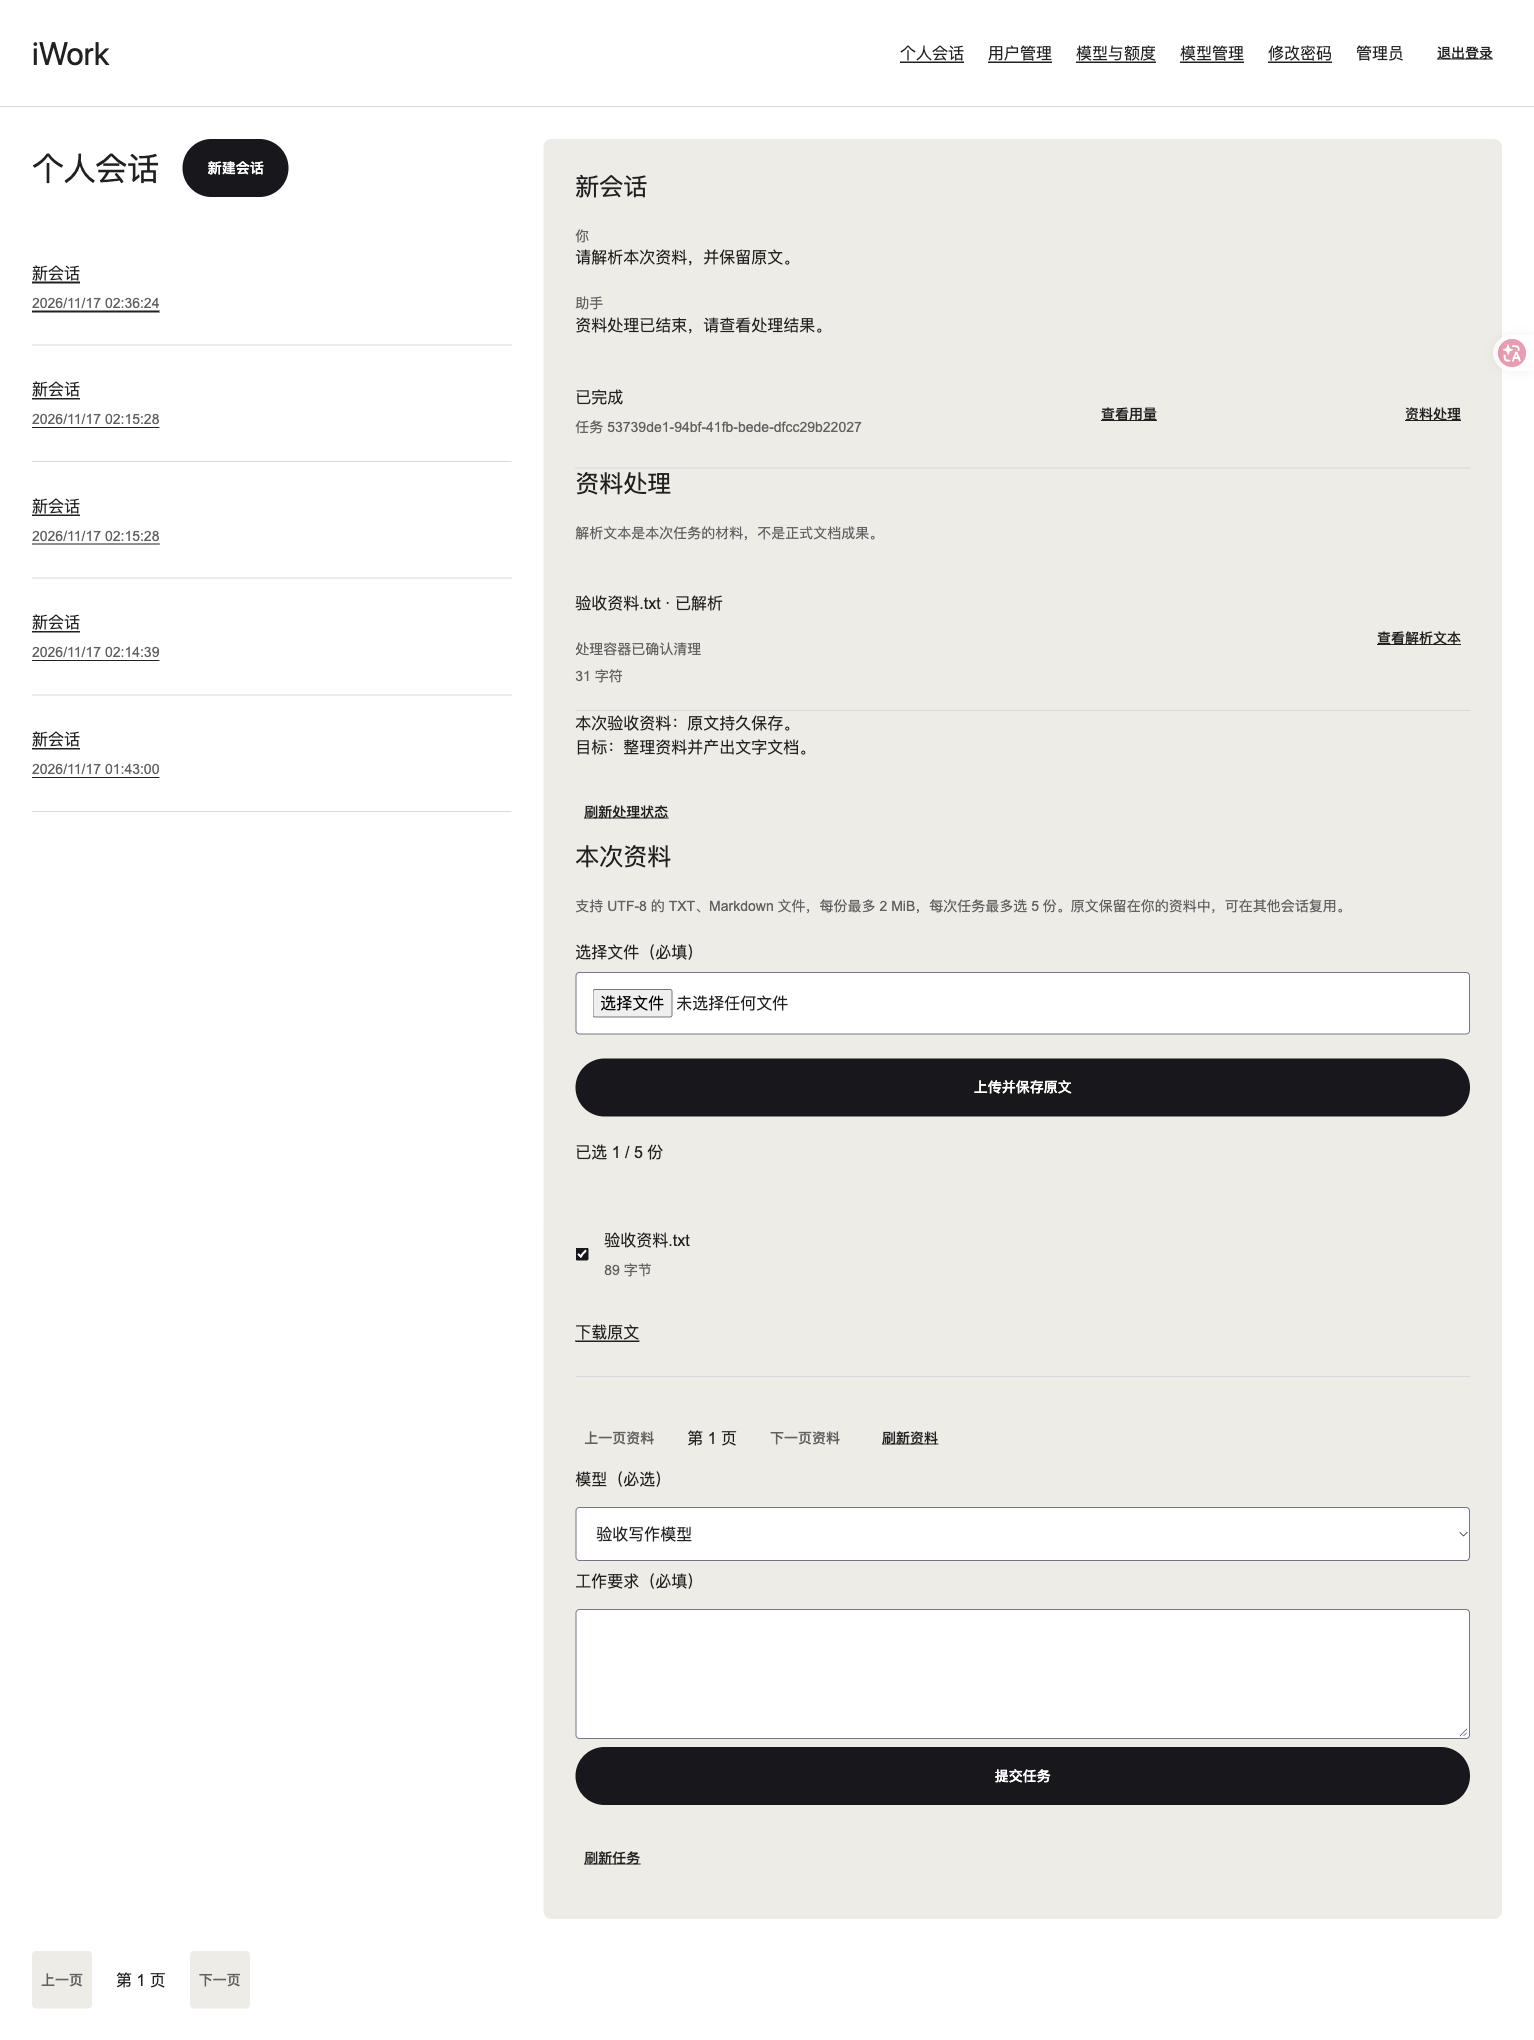 iWork
个人会话 用户管理 模型与额度 模型管理 修改密码 管理员 退出登录
个人会话 新建会话
新会话
2026/11/17 02:36:24
新会话
2026/11/17 02:15:28
新会话
2026/11/17 02:15:28
新会话
2026/11/17 02:14:39
新会话
2026/11/17 01:43:00
新会话
你
请解析本次资料，并保留原文。
助手
资料处理已结束，请查看处理结果。
已完成
任务 53739de1-94bf-41fb-bede-dfcc29b22027
查看用量 资料处理
资料处理
解析文本是本次任务的材料，不是正式文档成果。
验收资料.txt · 已解析
处理容器已确认清理
31 字符
查看解析文本
本次验收资料：原文持久保存。
目标：整理资料并产出文字文档。
刷新处理状态
本次资料
支持 UTF-8 的 TXT、Markdown 文件，每份最多 2 MiB，每次任务最多选 5 份。原文保留在你的资料中，可在其他会话复用。
选择文件（必填）
选择文件 未选择任何文件
上传并保存原文
已选 1 / 5 份
验收资料.txt
89 字节
下载原文
上一页资料 第 1 页 下一页资料 刷新资料
模型（必选）
验收写作模型
工作要求（必填）
提交任务
刷新任务
上一页 第 1 页 下一页